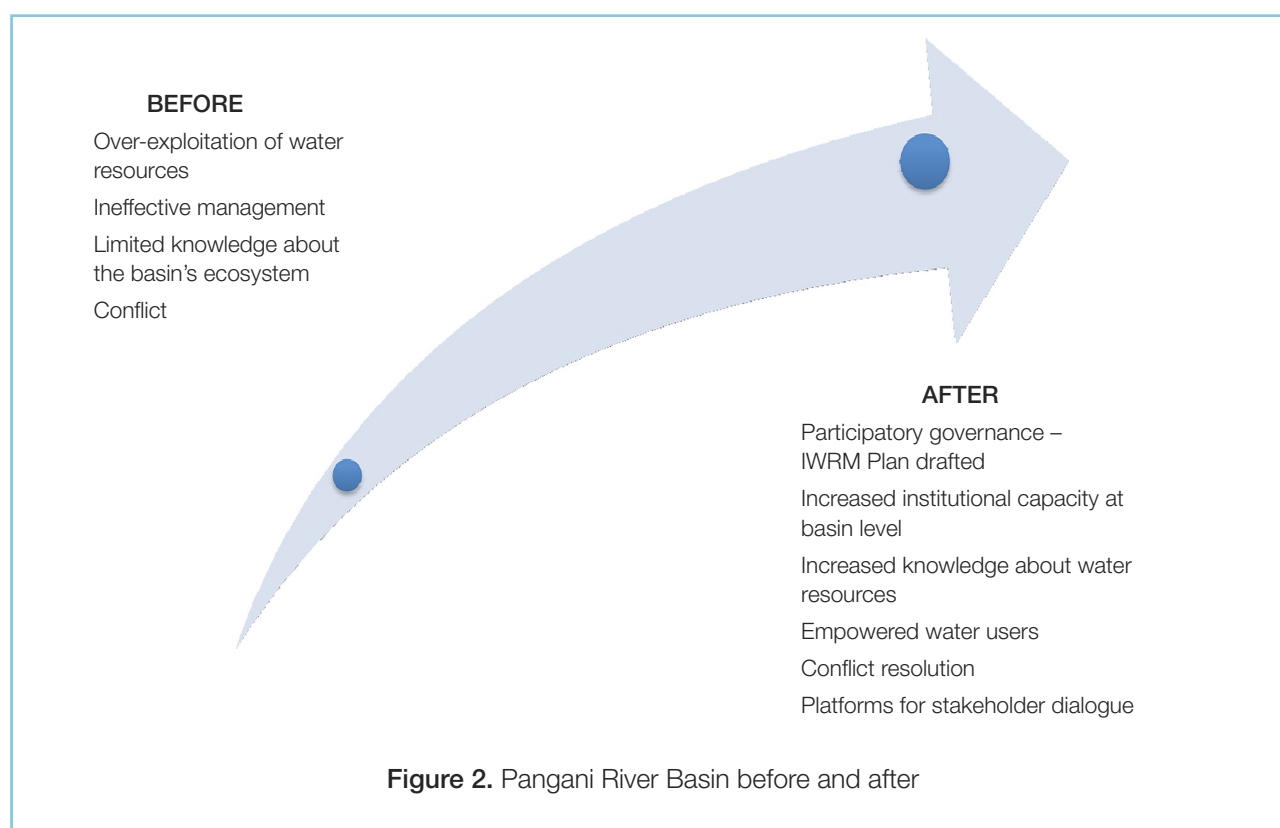 BEFORE
Over-exploitation of water
resources
Ineffective management
Limited knowledge about
the basin’s ecosystem
Conflict
AFTER
Participatory governance –
IWRM Plan drafted
Increased institutional capacity at
basin level
Increased knowledge about water
resources
Empowered water users
Conflict resolution
Platforms for stakeholder dialogue
Figure 2. Pangani River Basin before and after